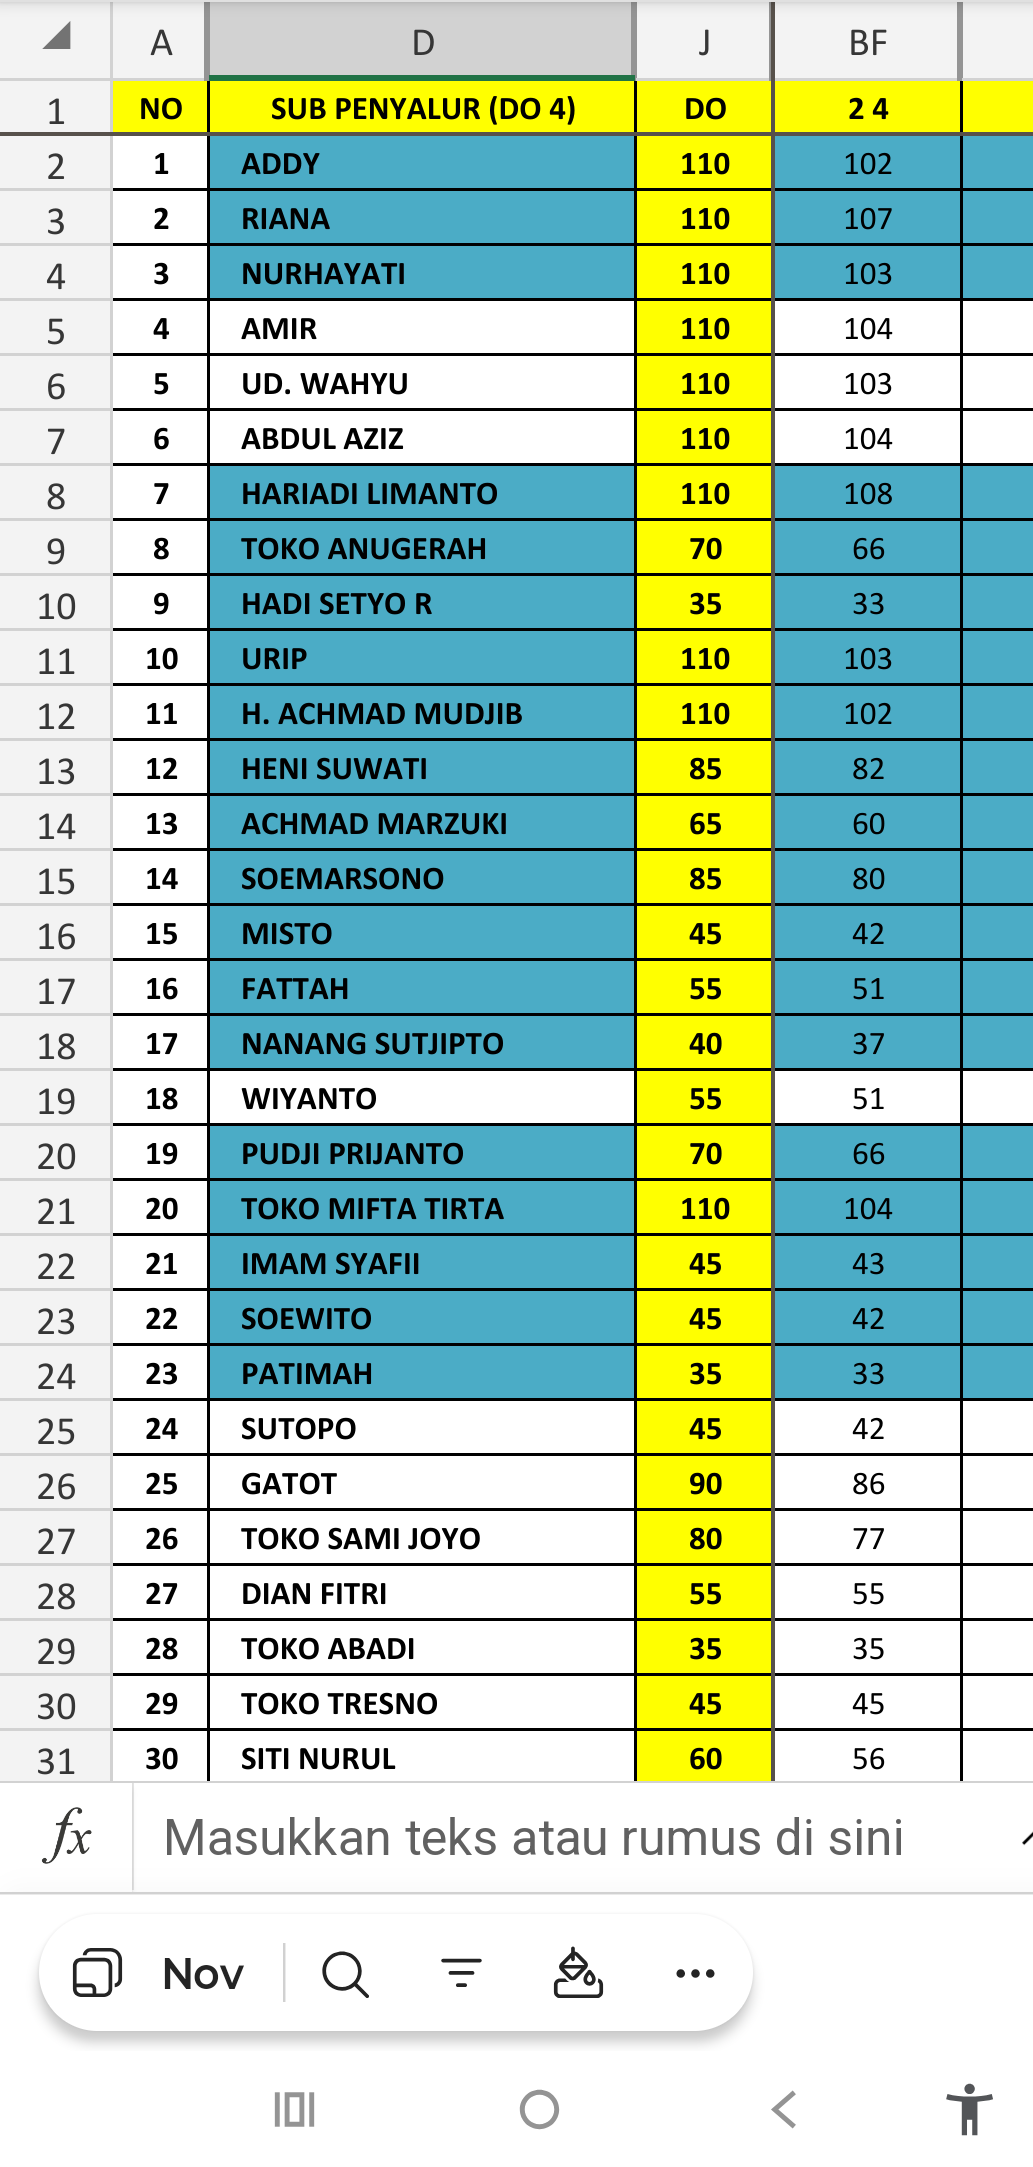 A D J BF
1 NO SUB PENYALUR (DO 4) DO 2 4
2 1 ADDY 110 102
3 2 RIANA 110 107
4 3 NURHAYATI 110 103
5 4 AMIR 110 104
6 5 UD. WAHYU 110 103
7 6 ABDUL AZIZ 110 104
8 7 HARIADI LIMANTO 110 108
9 8 TOKO ANUGERAH 70 66
10 9 HADI SETYO R 35 33
11 10 URIP 110 103
12 11 H. ACHMAD MUDJIB 110 102
13 12 HENI SUWATI 85 82
14 13 ACHMAD MARZUKI 65 60
15 14 SOEMARSONO 85 80
16 15 MISTO 45 42
17 16 FATTAH 55 51
18 17 NANANG SUTJIPTO 40 37
19 18 WIYANTO 55 51
20 19 PUDJI PRIJANTO 70 66
21 20 TOKO MIFTA TIRTA 110 104
22 21 IMAM SYAFII 45 43
23 22 SOEWITO 45 42
24 23 PATIMAH 35 33
25 24 SUTOPO 45 42
26 25 GATOT 90 86
27 26 TOKO SAMI JOYO 80 77
28 27 DIAN FITRI 55 55
29 28 TOKO ABADI 35 35
30 29 TOKO TRESNO 45 45
31 30 SITI NURUL 60 56
fx Masukkan teks atau rumus di sini
Nov